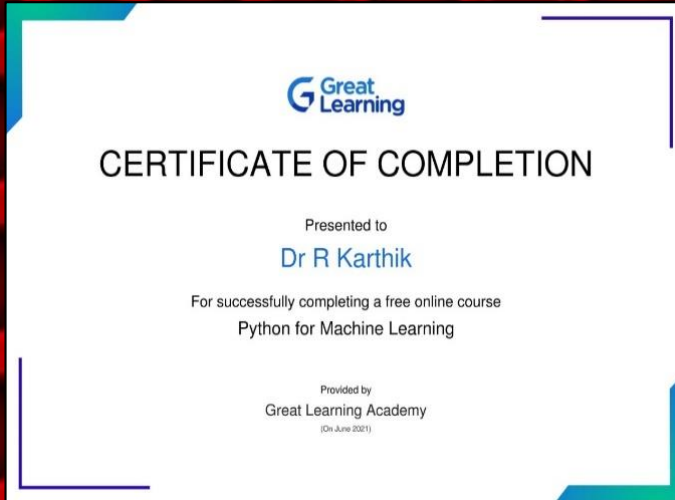 Great
Learning
CERTIFICATE OF COMPLETION
Presented to
Dr R Karthik
For successfully completing a free online course
Python for Machine Learning
Provided by
Great Learning Academy
(On June 2021)